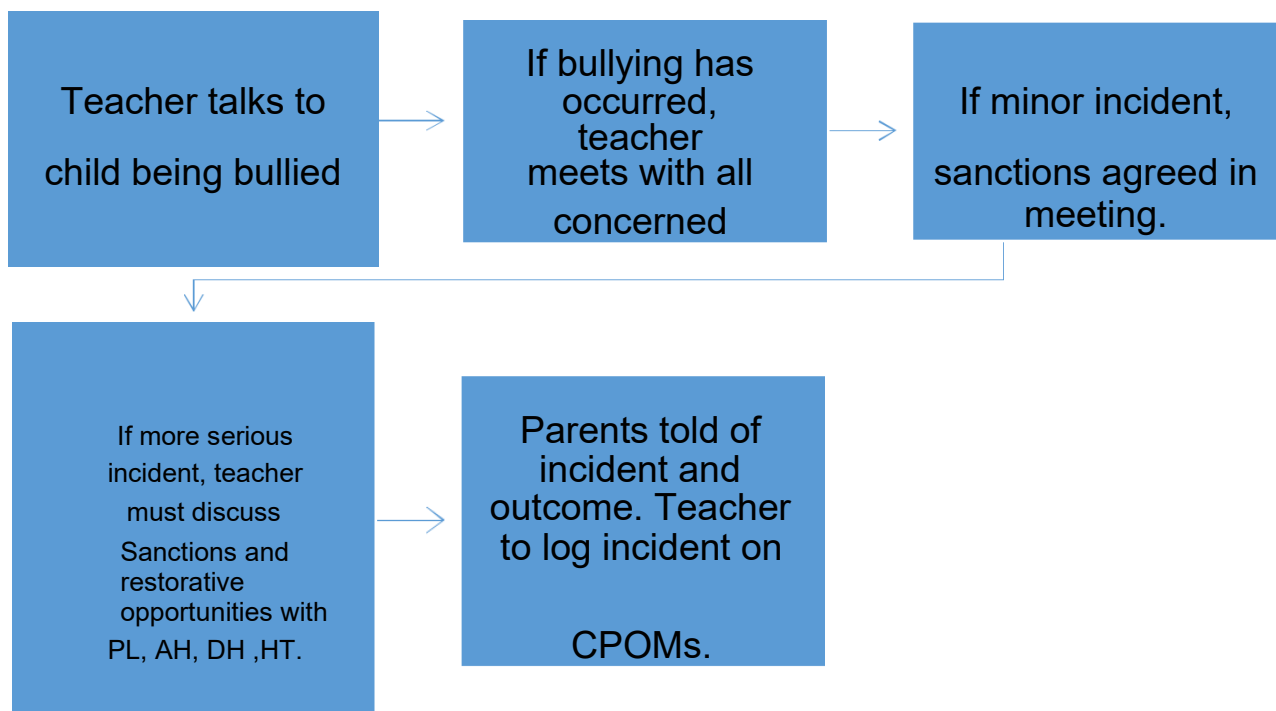 Teacher talks to
child being bullied
If bullying has
occurred,
teacher
meets with all
concerned
If minor incident,
sanctions agreed in
meeting.
If more serious
incident, teacher
must discuss
Sanctions and
restorative
opportunities with
PL, AH, DH ,HT.
Parents told of
incident and
outcome. Teacher
to log incident on
CPOMs.